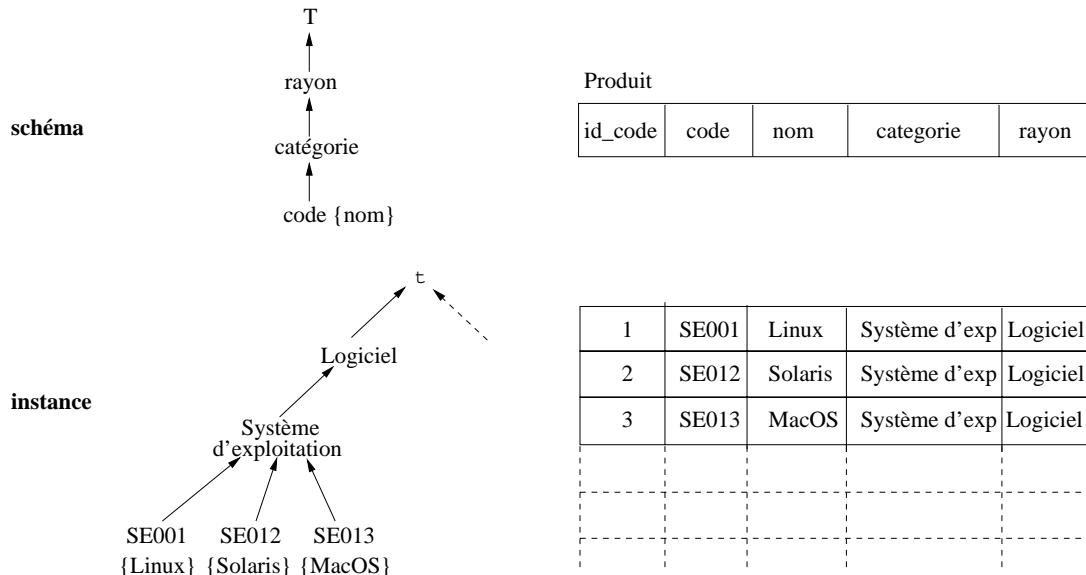 T
rayon
schéma
catégorie
code {nom}
Produit
id_code code nom categorie rayon
t
Logiciel
instance
Système
d'exploitation
SE001 SE012 SE013
{Linux} {Solaris} {MacOS}
1 SE001 Linux Système d'exp Logiciel
2 SE012 Solaris Système d'exp Logiciel
3 SE013 MacOS Système d'exp Logiciel